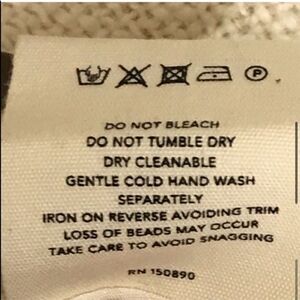 P
DO NOT BLEACH
DO NOT TUMBLE DRY
DRY CLEANABLE
GENTLE COLD HAND WASH
SEPARATELY
IRON ON REVERSE AVOIDING TRIM
LOSS OF BEADS MAY OCCUR
TAKE CARE TO AVOID SNAGGING
RN 150890